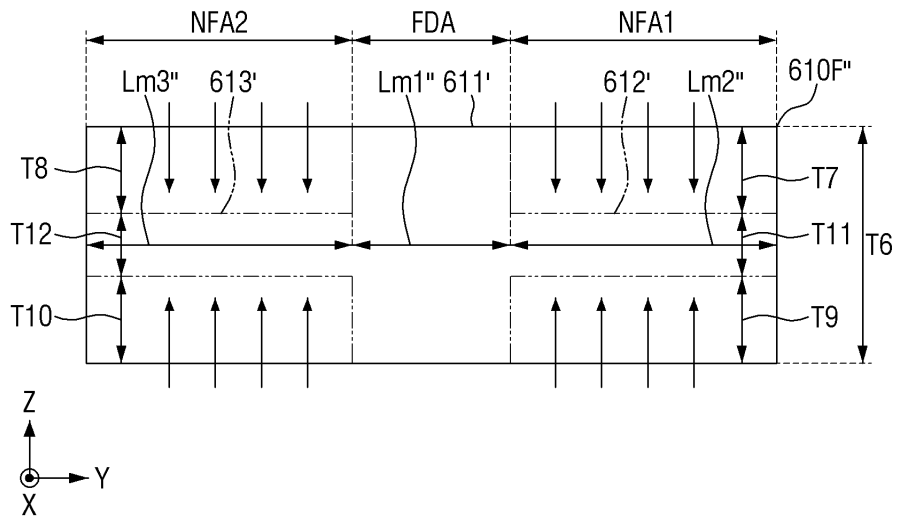 NFA2 FDA NFA1
Lm3" 613' Lm1" 611' 612' Lm2" 610F"
T8 T7
T12 T11 T6
T10 T9
Z
Y
X